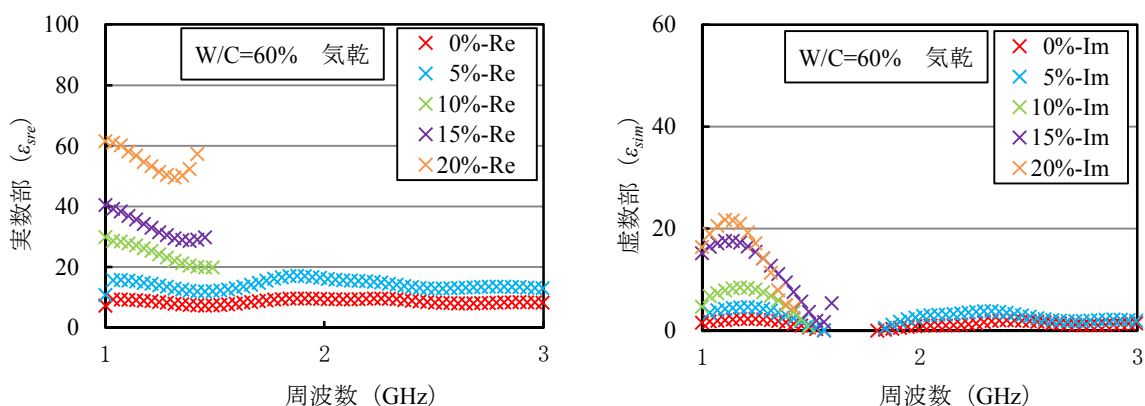 100
80
60
40
20
0
実数部 (εsre)
W/C=60% 気乾
0%-Re
5%-Re
10%-Re
15%-Re
20%-Re
1
2
3
周波数 (GHz)
60
40
20
0
虚数部 (εsim)
W/C=60% 気乾
0%-Im
5%-Im
10%-Im
15%-Im
20%-Im
1
2
3
周波数 (GHz)